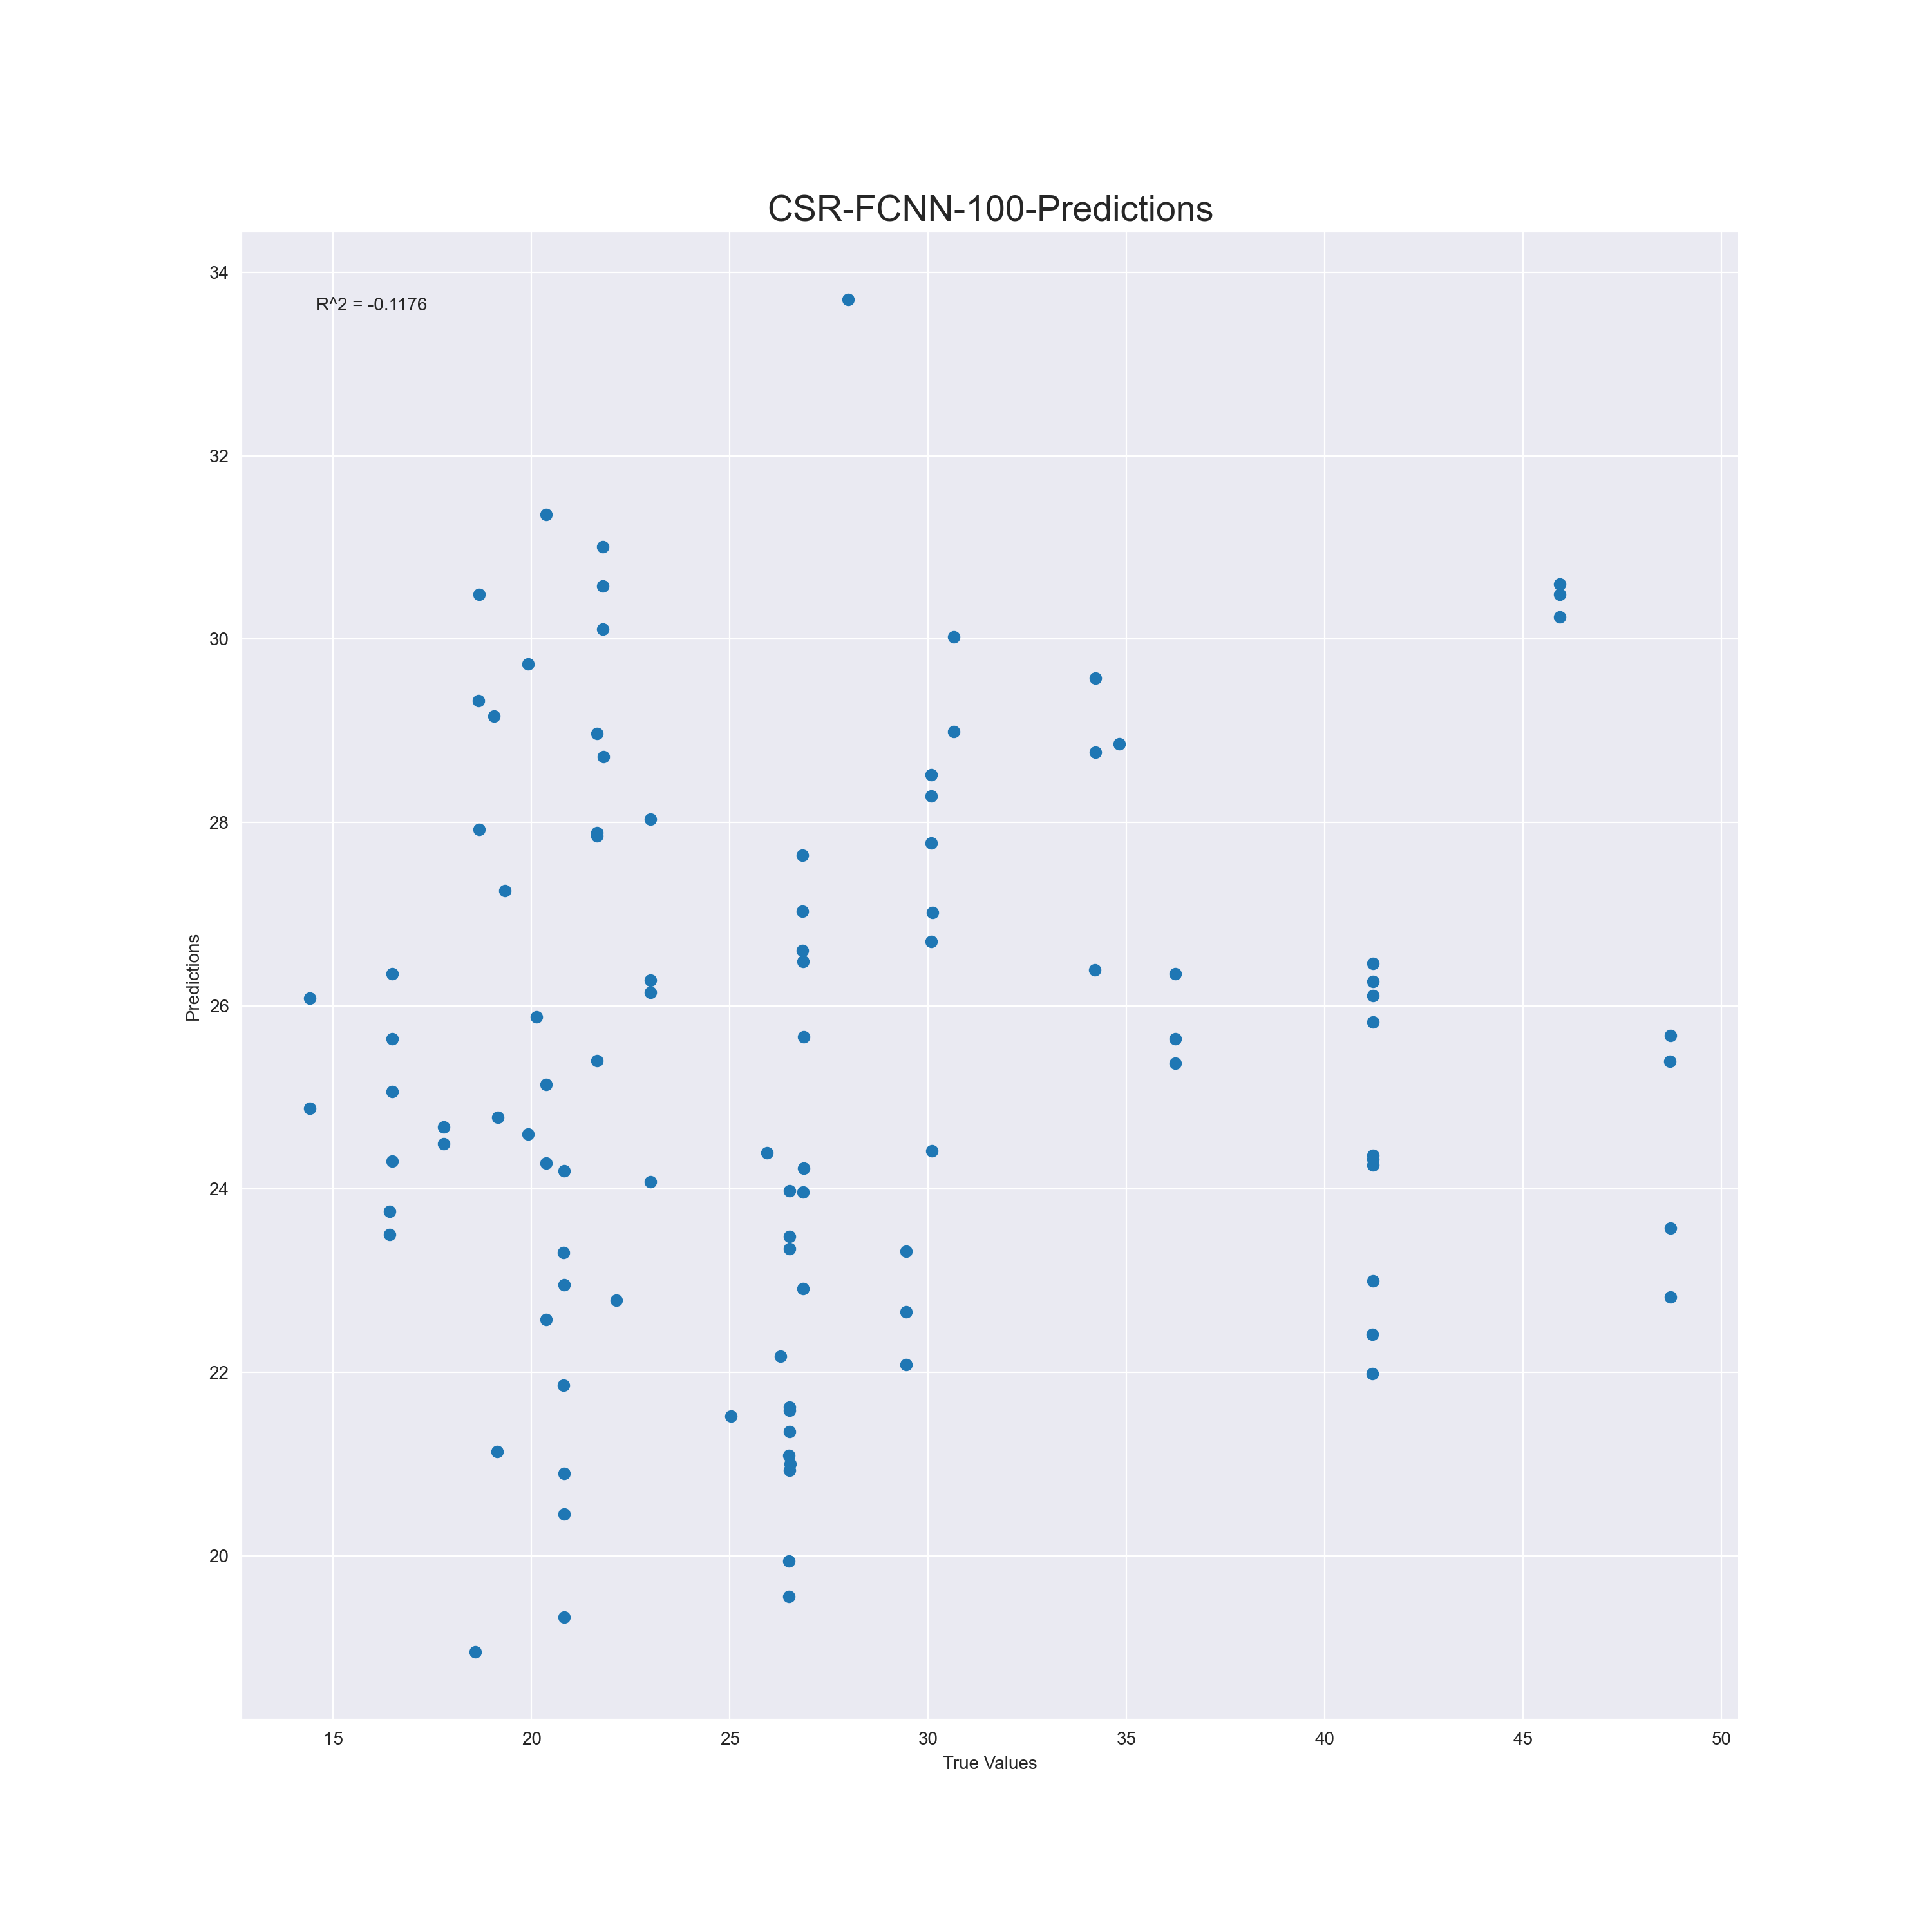 CSR-FCNN-100-Predictions
R^2 = -0.1176
34
32
30
28
26
24
22
20
Predictions
15 20 25 30 35 40 45 50
True Values